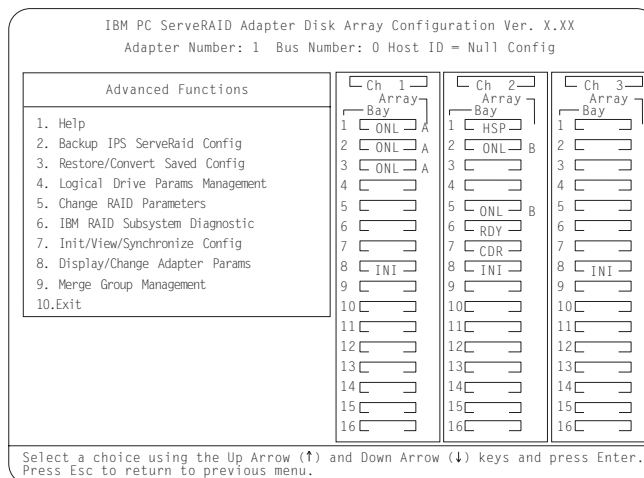 IBM PC ServeRAID Adapter Disk Array Configuration Ver. X.XX
Adapter Number: 1 Bus Number: 0 Host ID = Null Config
Advanced Functions
1. Help
2. Backup IPS ServeRaid Config
3. Restore/Convert Saved Config
4. Logical Drive Params Management
5. Change RAID Parameters
6. IBM RAID Subsystem Diagnostic
7. Init/View/Synchronize Config
8. Display/Change Adapter Params
9. Merge Group Management
10.Exit
Ch 1
Array
Bay
1 ONL A
2 ONL A
3 ONL A
4
5
6
7
8 INI
9
10
11
12
13
14
15
16
Ch 2
Array
Bay
1 HSP
2 ONL B
3
4
5 ONL B
6 RDY
7 CDR
8 INI
9
10
11
12
13
14
15
16
Ch 3
Array
Bay
1
2
3
4
5
6
7
8 INI
9
10
11
12
13
14
15
16
Select a choice using the Up Arrow (↑) and Down Arrow (↓) keys and press Enter.
Press Esc to return to previous menu.